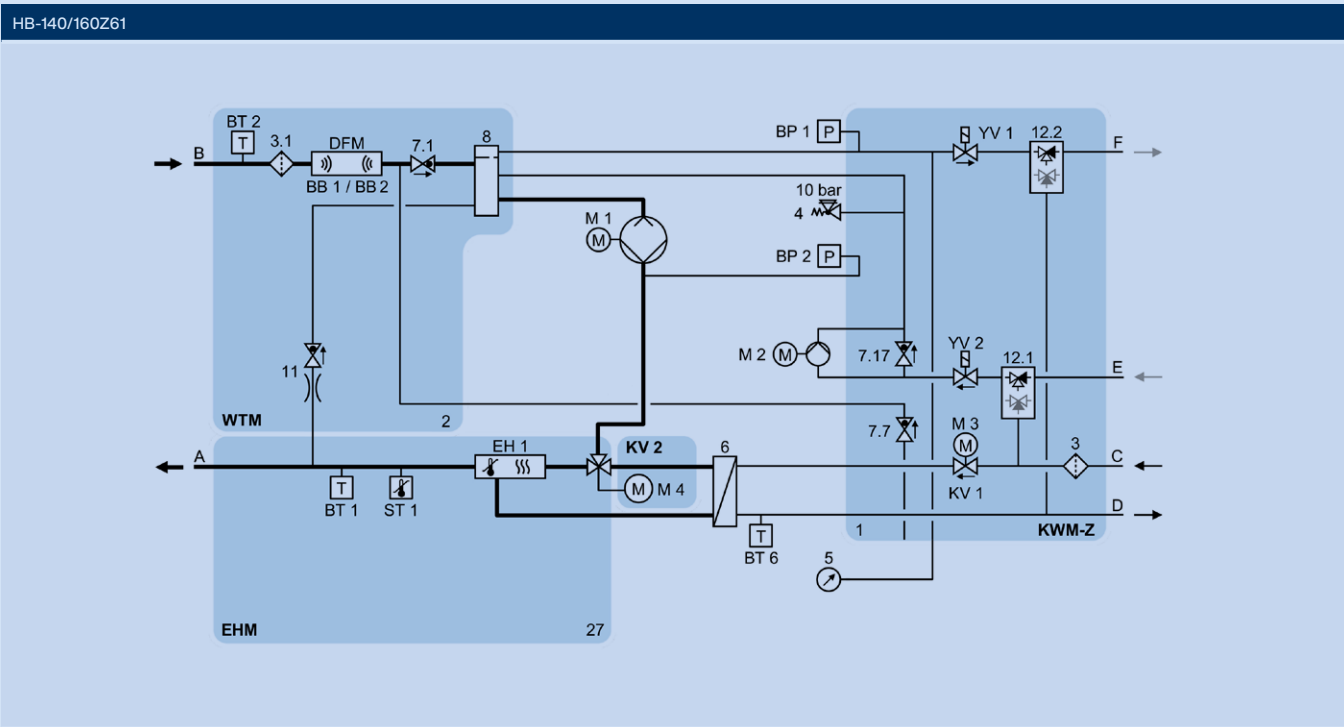 HB-140/160Z61
BT 2
T
B
3.1
DFM
BB 1 / BB 2
7.1
8
BP 1
P
YV 1
12.2
F
10 bar
4
M 1
M
BP 2
P
M 2
M
7.17
YV 2
12.1
E
11
WTM
2
7.7
M 3
M
KV 1
3
C
A
EH 1
KV 2
M
M 4
6
T
BT 1
ST 1
D
T
BT 6
1
KWM-Z
5
EHM
27